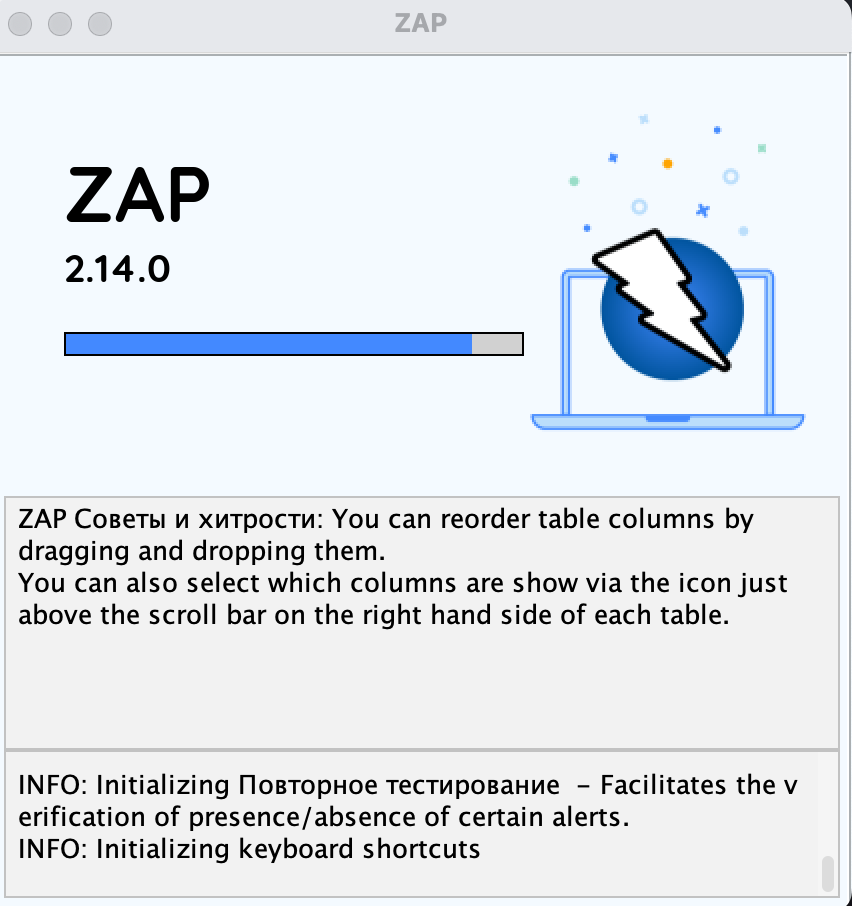 ZAP
ZAP
2.14.0
ZAP Советы и хитрости: You can reorder table columns by
dragging and dropping them.
You can also select which columns are show via the icon just
above the scroll bar on the right hand side of each table.
INFO: Initializing Повторное тестирование  – Facilitates the v
erification of presence/absence of certain alerts.
INFO: Initializing keyboard shortcuts